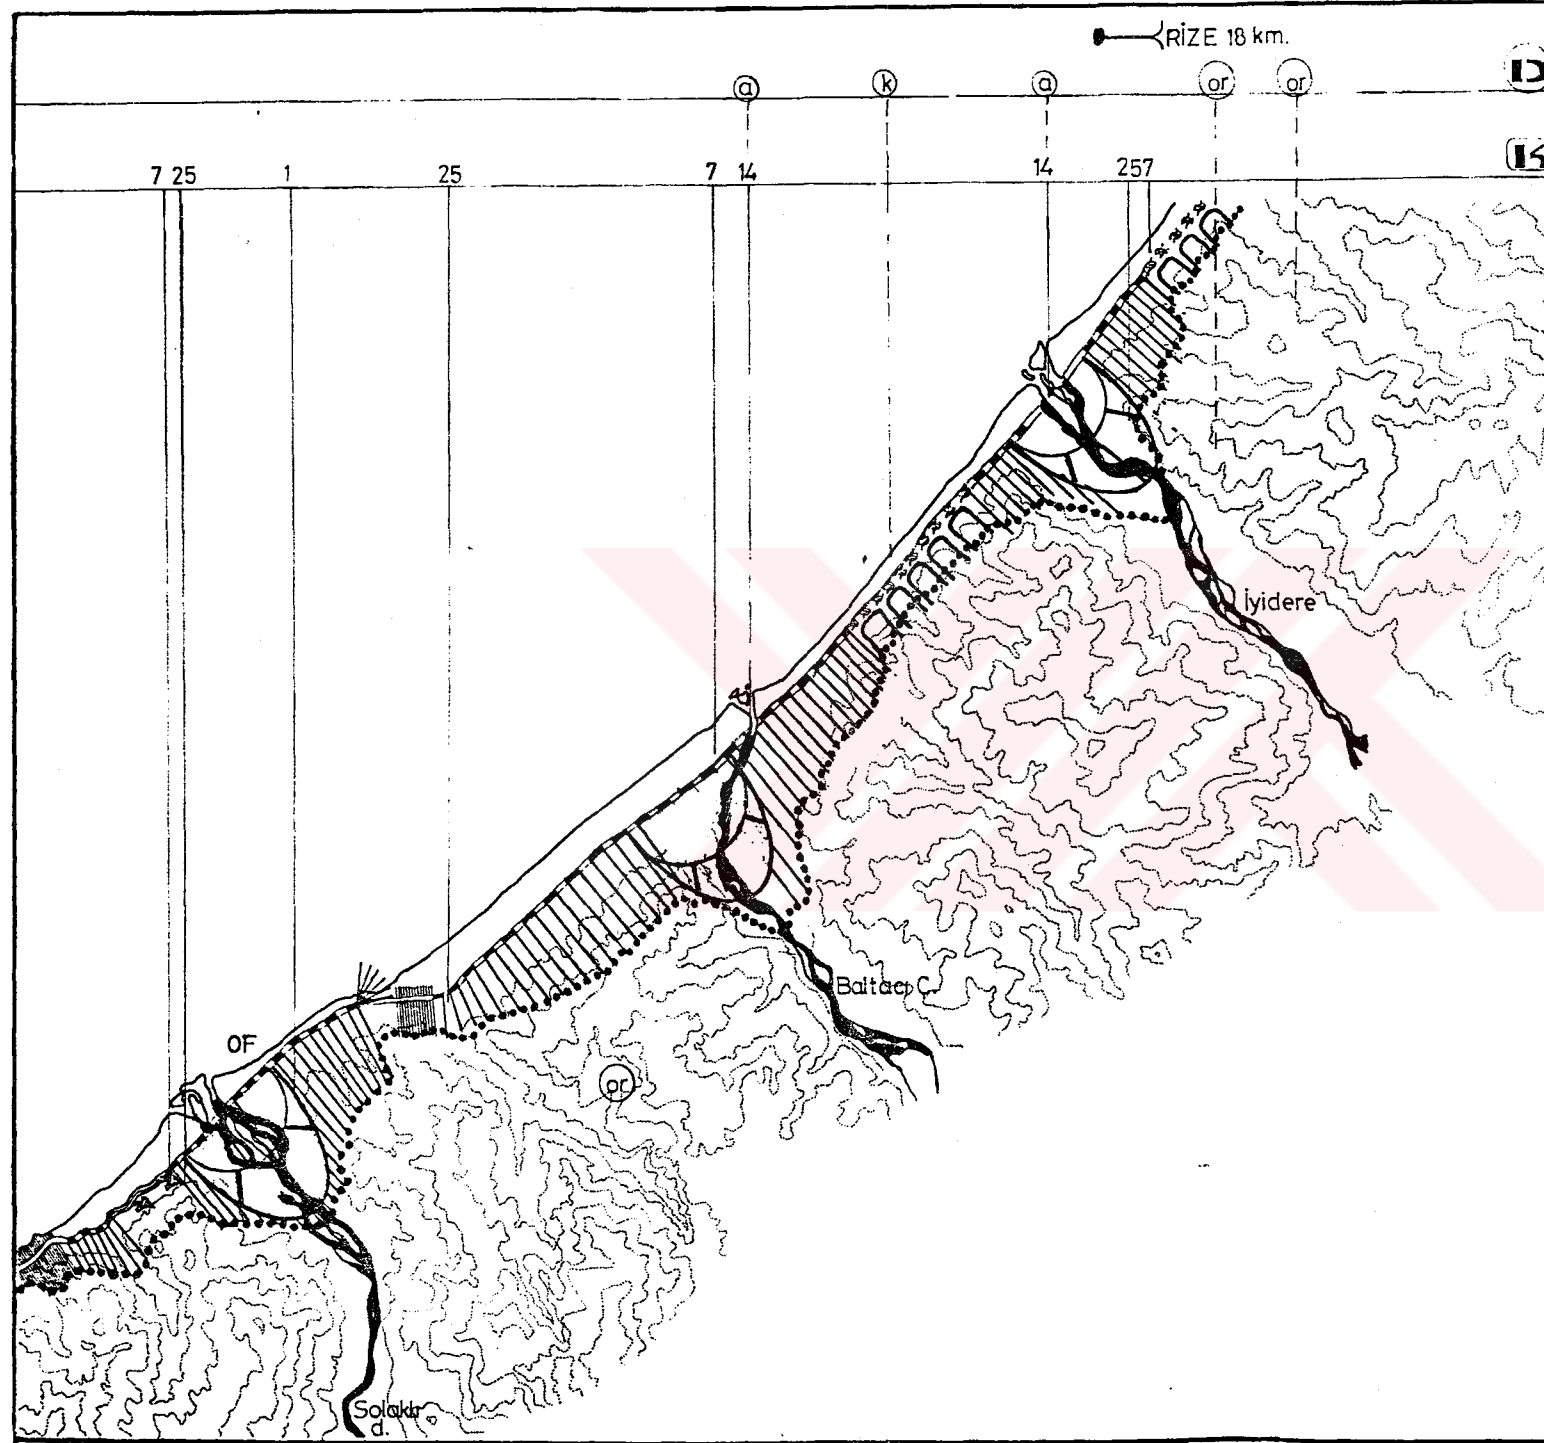 RİZE 18 km.
a k a or or
D
7 25 1 25 7 14 14 257
K
İyidere
Baltacı Ç.
OF
or
Solaklı
d.